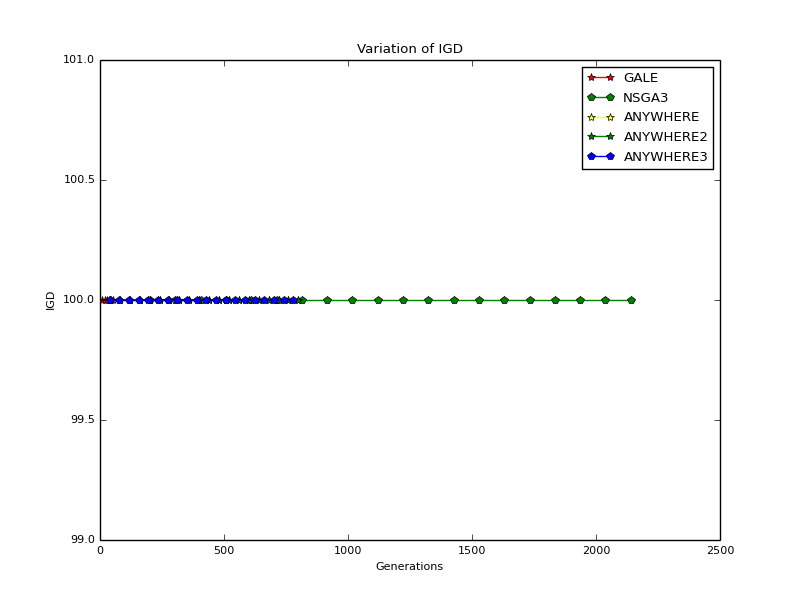 Variation of IGD
101.0
100.5
100.0
99.5
99.0
IGD
0
500
1000
1500
2000
2500
Generations
GALE
NSGA3
ANYWHERE
ANYWHERE2
ANYWHERE3